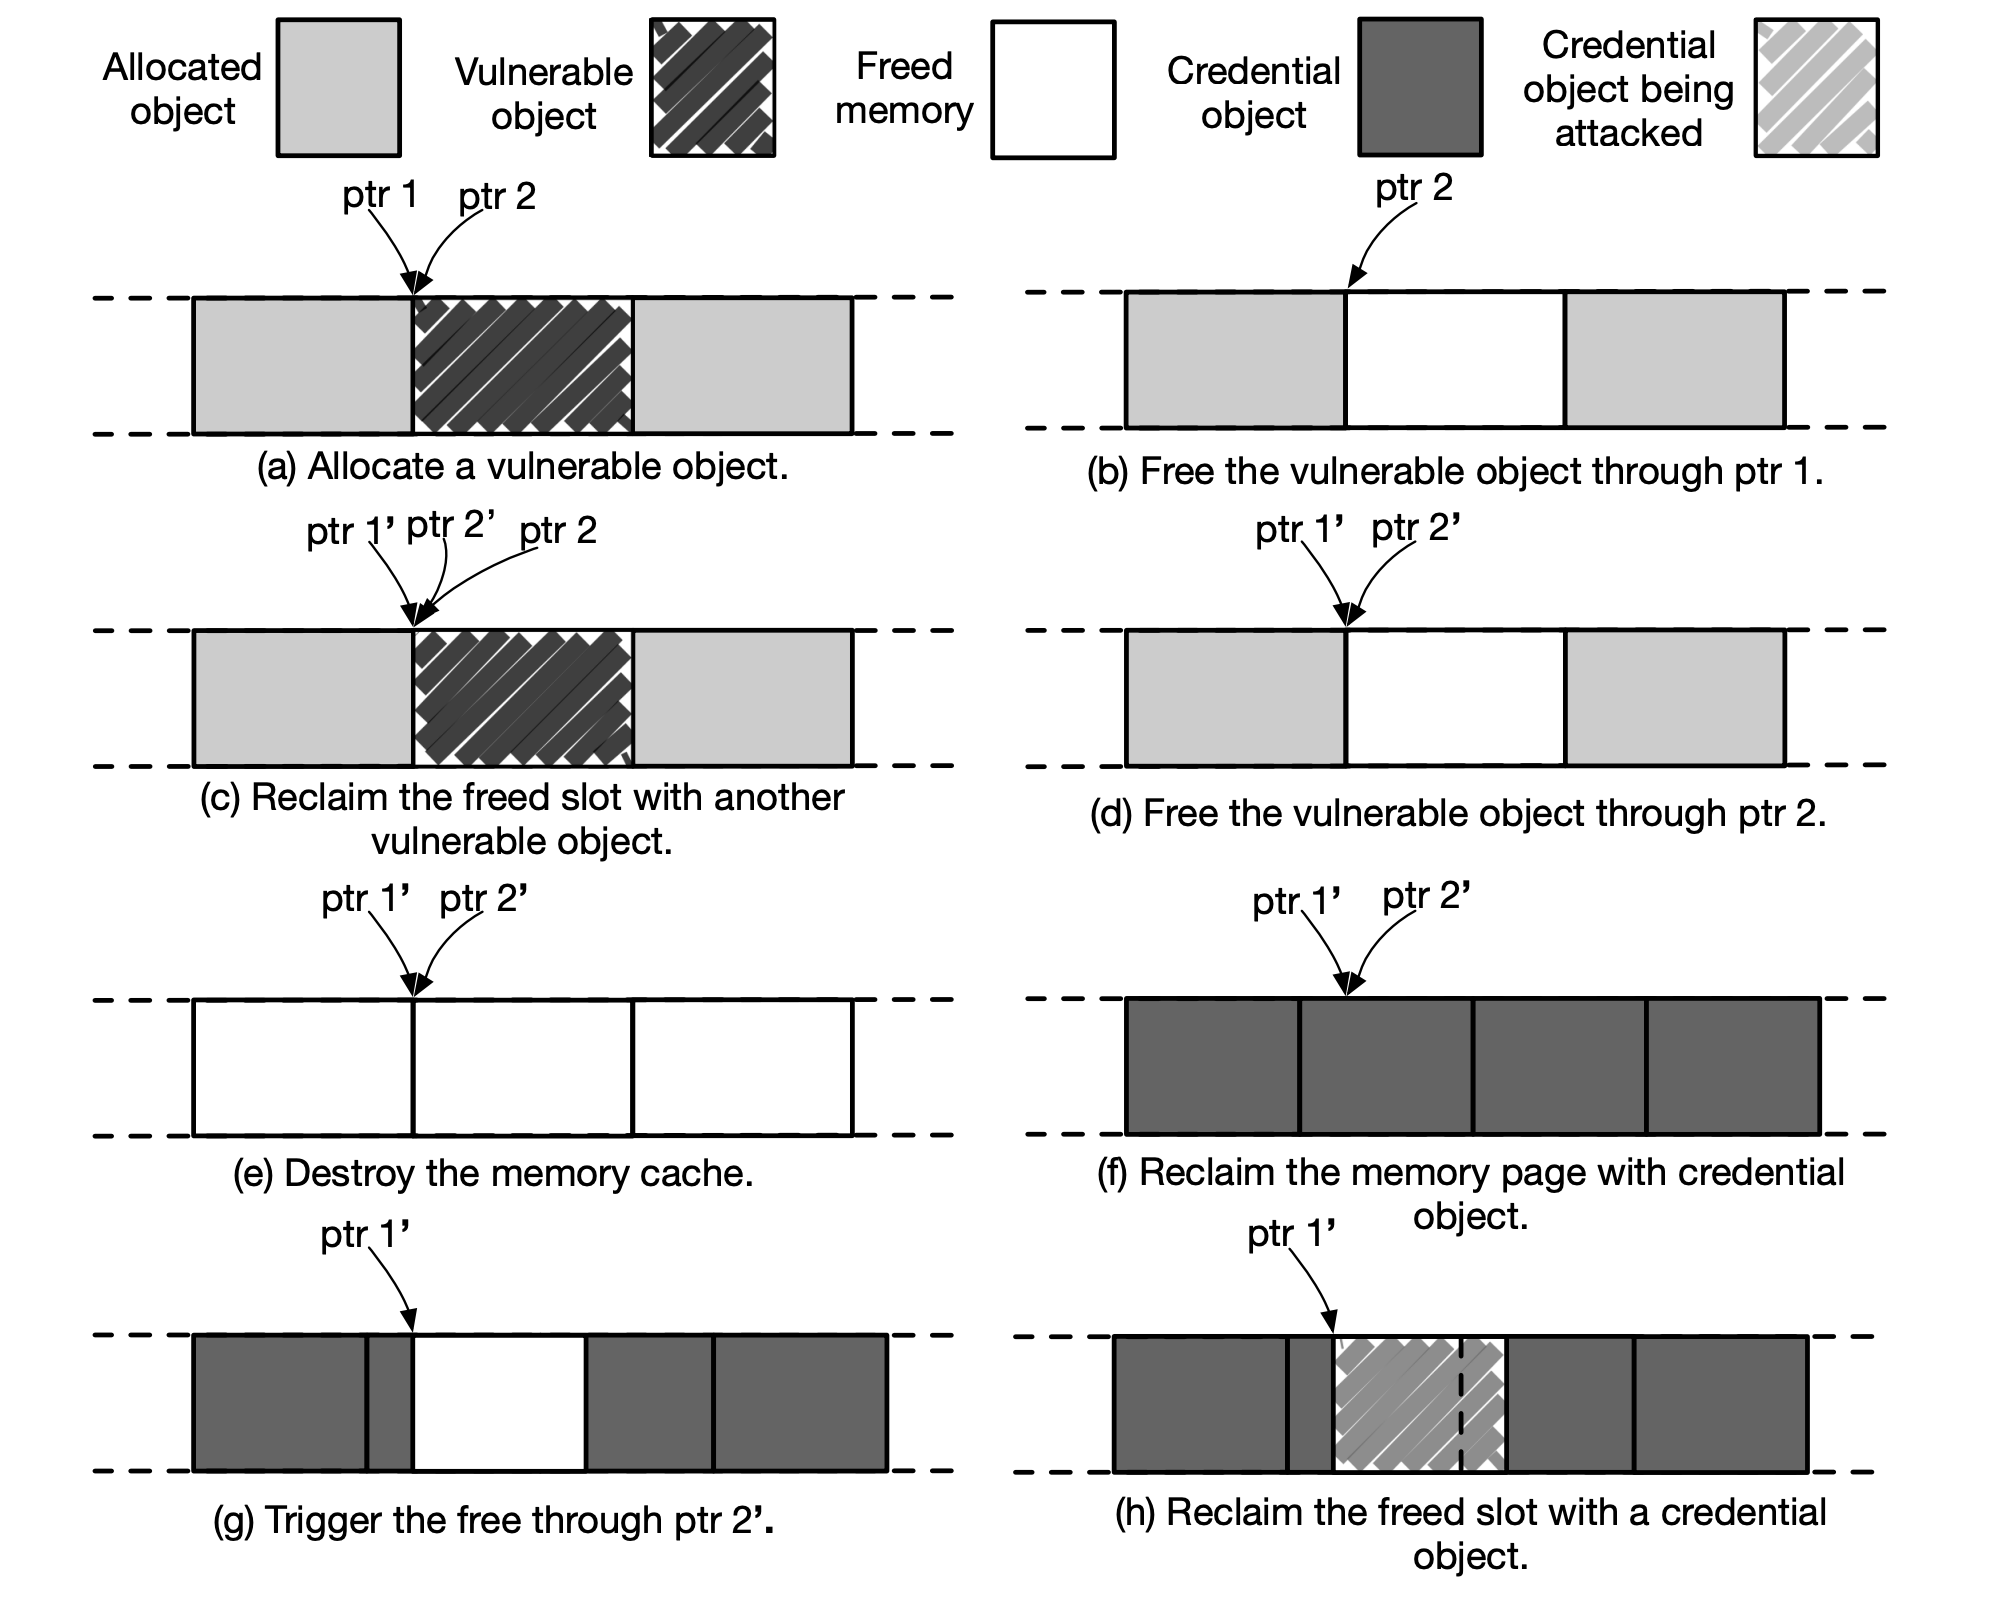 Allocated
object
Vulnerable
object
Freed
memory
Credential
object
Credential
object being
attacked
ptr 1
ptr 2
(a) Allocate a vulnerable object.
ptr 2
(b) Free the vulnerable object through ptr 1.
ptr 1’
ptr 2’
ptr 2
(c) Reclaim the freed slot with another
vulnerable object.
ptr 1’
ptr 2’
(d) Free the vulnerable object through ptr 2.
ptr 1’
ptr 2’
(e) Destroy the memory cache.
ptr 1’
ptr 2’
(f) Reclaim the memory page with credential
object.
ptr 1’
(g) Trigger the free through ptr 2’.
ptr 1’
(h) Reclaim the freed slot with a credential
object.